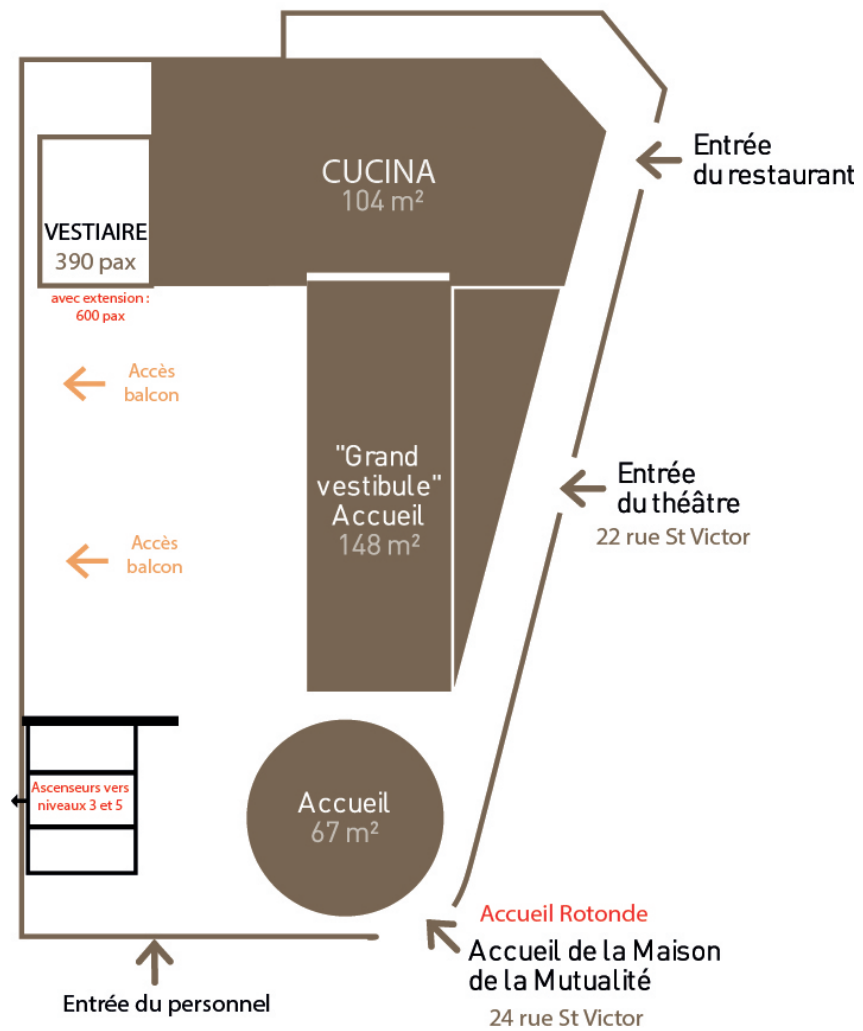 CUCINA
104 m²
Entrée
du restaurant
VESTIAIRE
390 pax
avec extension :
600 pax
Accès
balcon
"Grand
vestibule"
Accueil
148 m²
Entrée
du théâtre
22 rue St Victor
Accès
balcon
Ascenseurs vers
niveaux 3 et 5
Accueil
67 m²
Accueil Rotonde
Accueil de la Maison
de la Mutualité
24 rue St Victor
Entrée du personnel